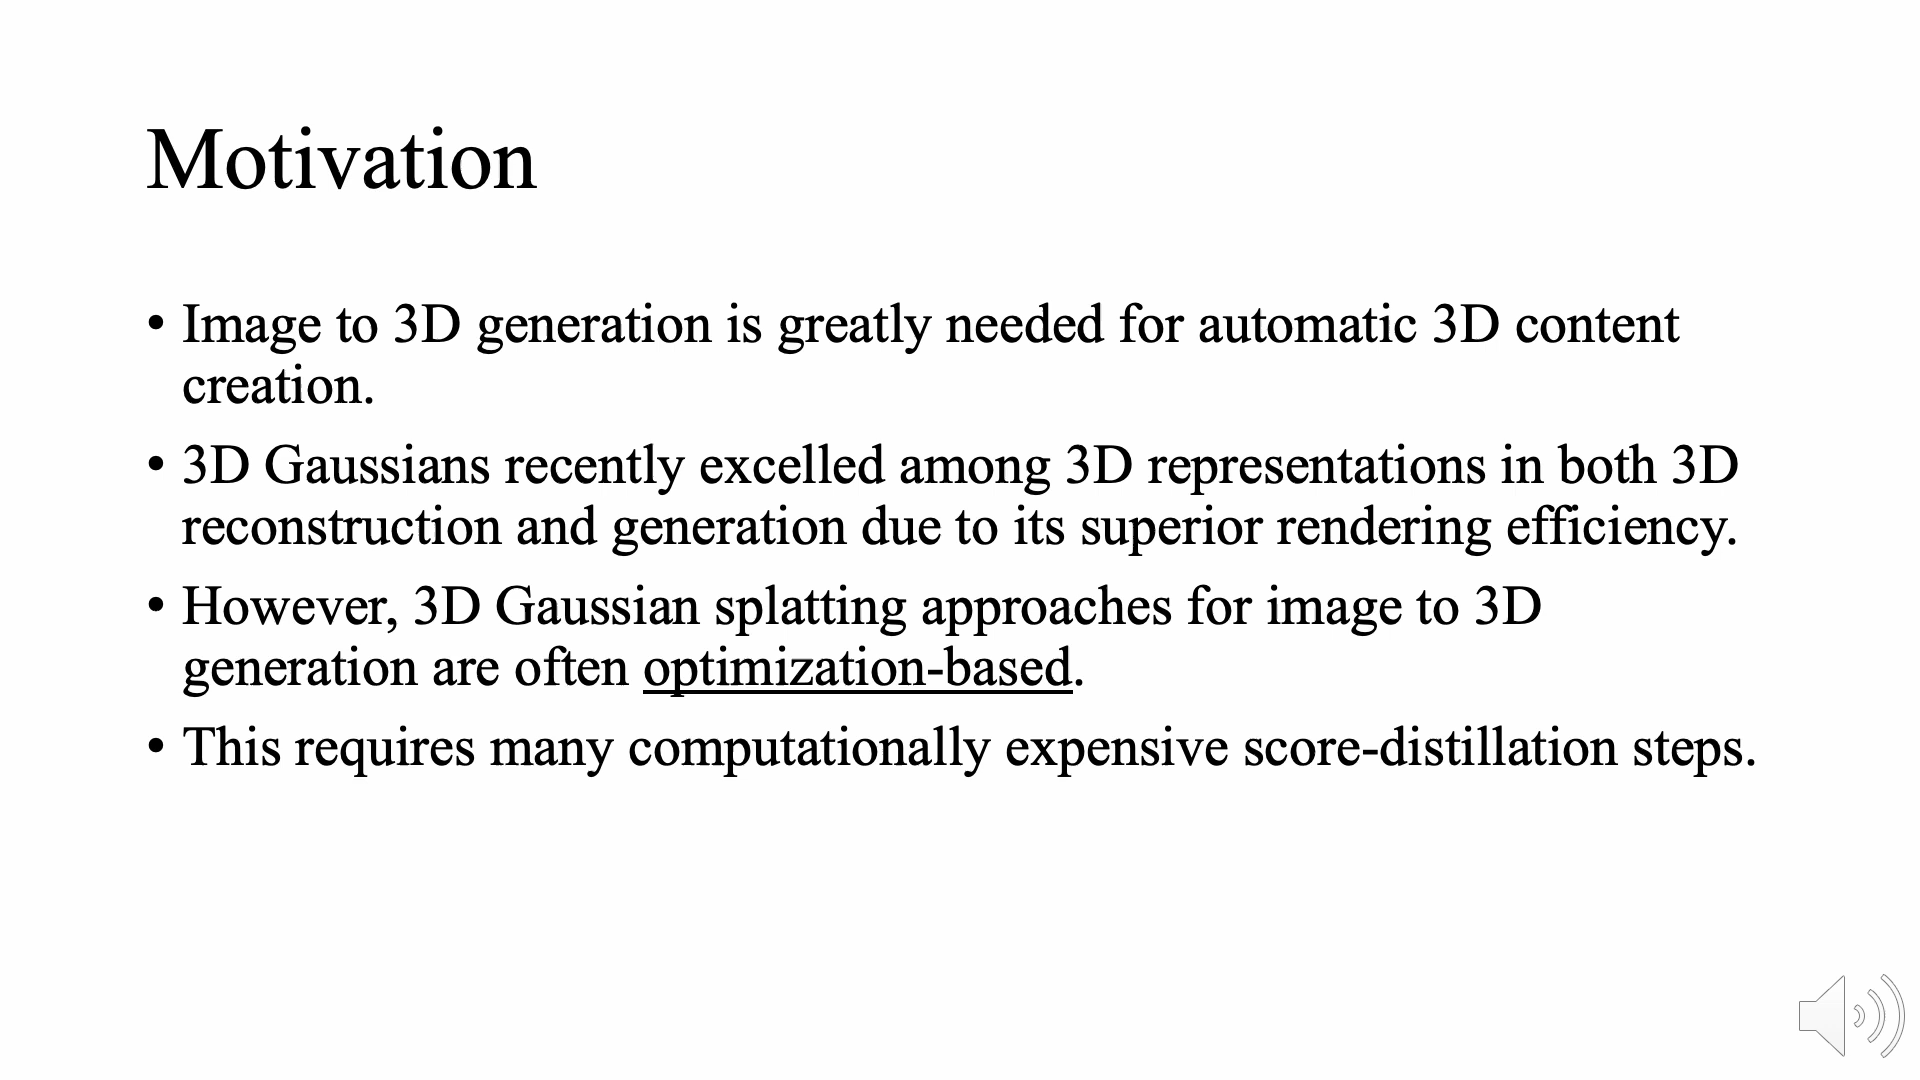 Motivation
• Image to 3D generation is greatly needed for automatic 3D content
creation.
• 3D Gaussians recently excelled among 3D representations in both 3D
reconstruction and generation due to its superior rendering efficiency.
• However, 3D Gaussian splatting approaches for image to 3D
generation are often optimization-based.
• This requires many computationally expensive score-distillation steps.